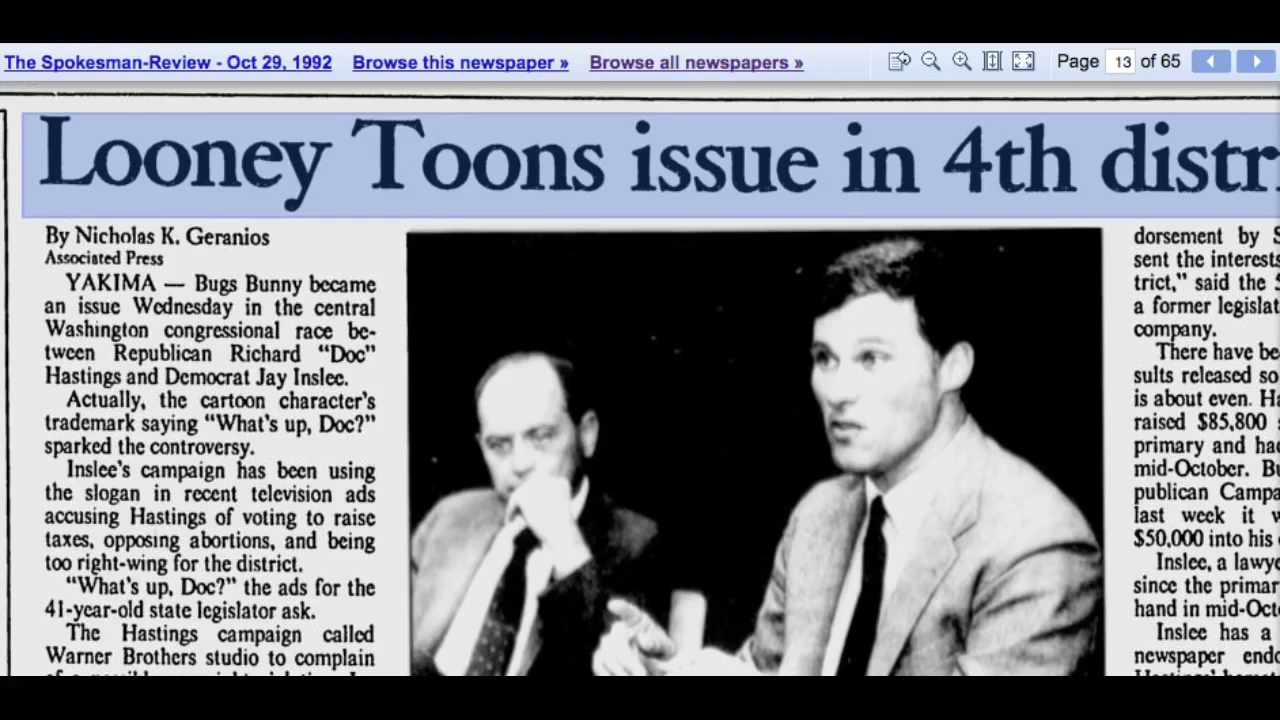 The Spokesman-Review - Oct 29, 1992 Browse this newspaper » Browse all newspapers » Page 13 of 65
Looney Toons issue in 4th distr
By Nicholas K. Geranios
Associated Press
YAKIMA — Bugs Bunny became
an issue Wednesday in the central
Washington congressional race be-
tween Republican Richard “Doc”
Hastings and Democrat Jay Inslee.
Actually, the cartoon character’s
trademark saying “What’s up, Doc?”
sparked the controversy.
Inslee’s campaign has been using
the slogan in recent television ads
accusing Hastings of voting to raise
taxes, opposing abortions, and being
too right-wing for the district.
“What’s up, Doc?” the ads for the
41-year-old state legislator ask.
The Hastings campaign called
Warner Brothers studio to complain
dorsement by S
sent the interests
trict,” said the S
a former legislat
company.
There have be
sults released so
is about even. Ha
raised $85,800
primary and had
mid-October. Bu
publican Campa
last week it w
$50,000 into his
Inslee, a lawye
since the primar
hand in mid-Octo
Inslee has a
newspaper endo